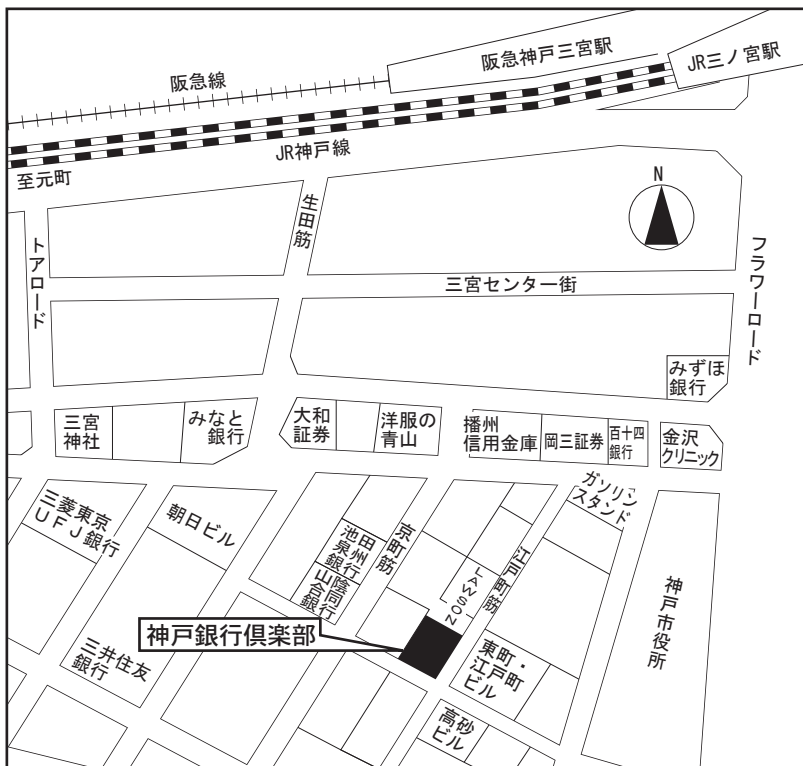 阪急神戸三宮駅
JR三ノ宮駅
阪急線
JR神戸線
至元町
N
生田筋
トアロード
三宮センター街
フラワーロード
みずほ
銀行
三宮
神社
みなと
銀行
大和
証券
洋服の
青山
播州
信用金庫
岡三証券
百十四
銀行
金沢
クリニック
ガソリン
スタンド
三菱東京
UFJ銀行
朝日ビル
池田
泉州
銀行
山陰
合同
銀行
京町筋
LAWSON
江戸町筋
神戸市役所
神戸銀行倶楽部
三井住友
銀行
東町・
江戸町
ビル
高砂
ビル